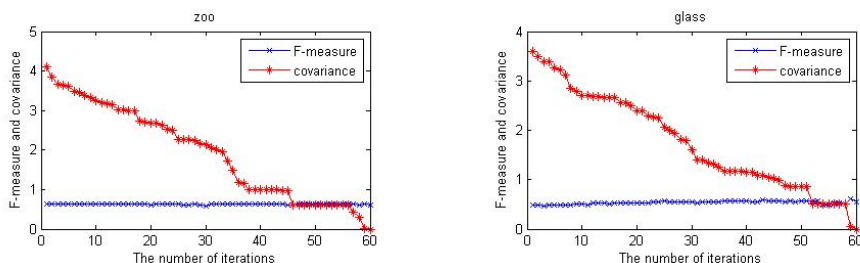 zoo
F-measure and covariance
5
4
3
2
1
0
F-measure
covariance
0 10 20 30 40 50 60
The number of iterations
glass
F-measure and covariance
4
3
2
1
0
F-measure
covariance
0 10 20 30 40 50 60
The number of iterations